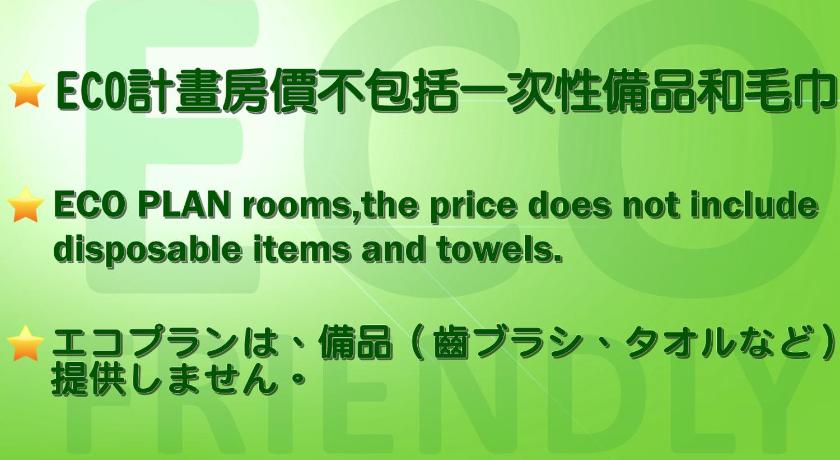 ECO
FRIENDLY
ECO計畫房價不包括一次性備品和毛巾
ECO PLAN rooms,the price does not include
disposable items and towels.
エコプランは、備品（齒ブラシ、タオルなど）
提供しません。